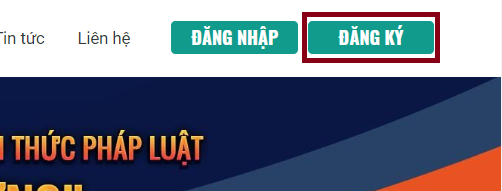 Tin tức Liên hệ ĐĂNG NHẬP ĐĂNG KÝ
THỨC PHÁP LUẬT